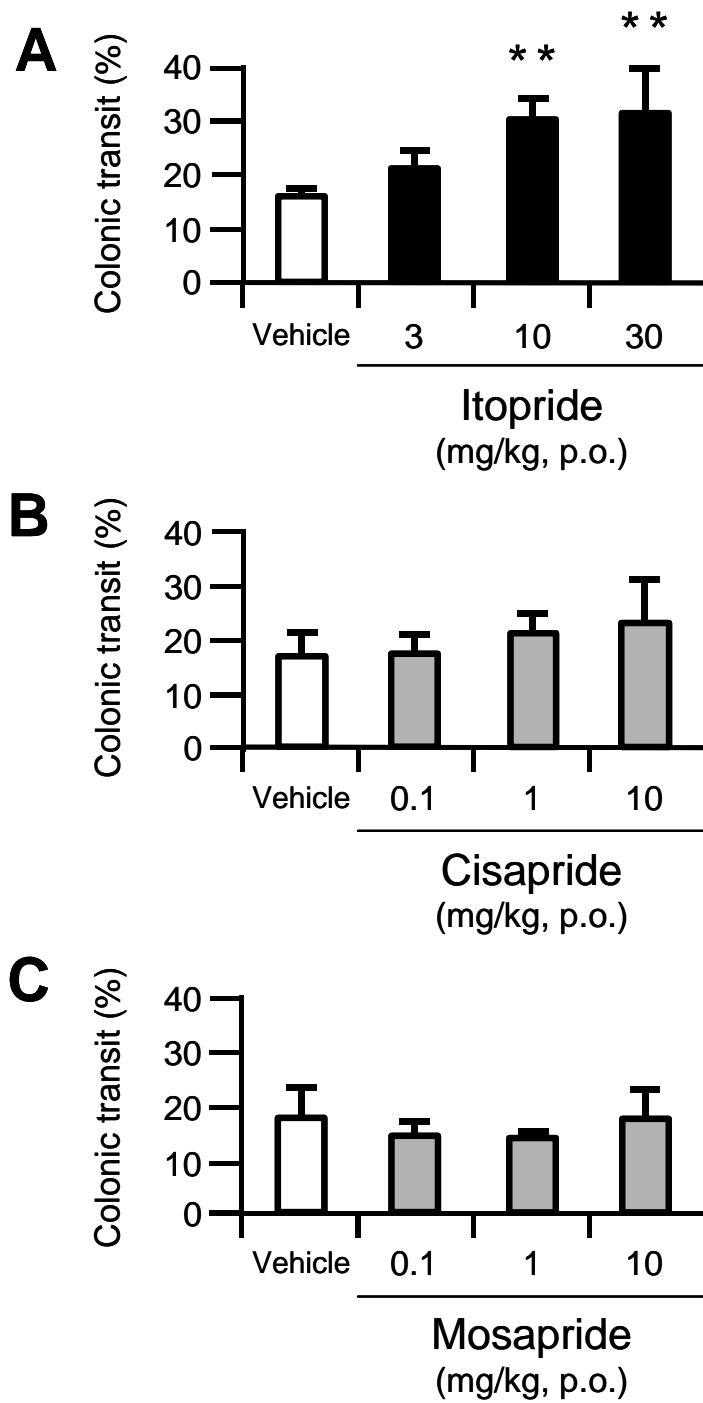 A
Colonic transit (%)
* *
* *
40
30
20
10
0
Vehicle 3 10 30
Itopride
(mg/kg, p.o.)
B
Colonic transit (%)
40
30
20
10
0
Vehicle 0.1 1 10
Cisapride
(mg/kg, p.o.)
C
Colonic transit (%)
40
30
20
10
0
Vehicle 0.1 1 10
Mosapride
(mg/kg, p.o.)